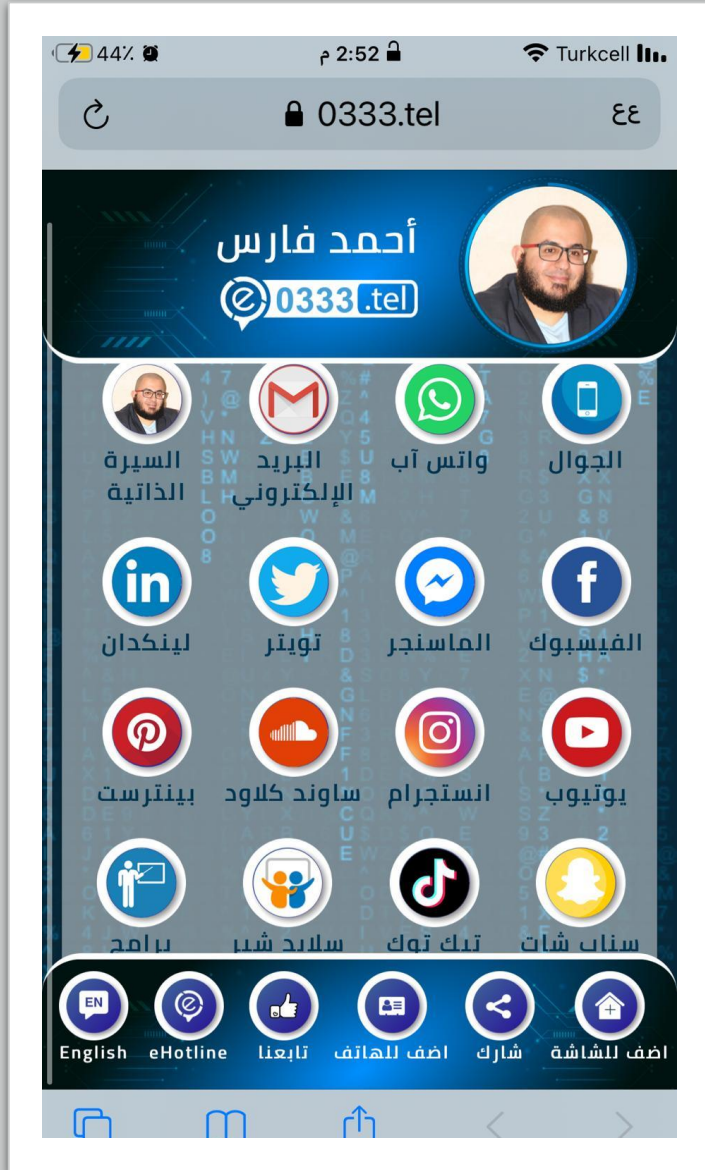 44٪
2:52 م
Turkcell
0333.tel
عع
أحمد فارس
0333 .tel
الجوال
واتس آب
البريد
الإلكتروني
السيرة
الذاتية
الفيسبوك
الماسنجر
تويتر
لينكدان
يوتيوب
انستجرام
ساوند كلاود
بينترست
سناب شات
تيك توك
سلايد شير
برامج
اضف للشاشة
شارك
اضف للهاتف
تابعنا
eHotline
EN
English